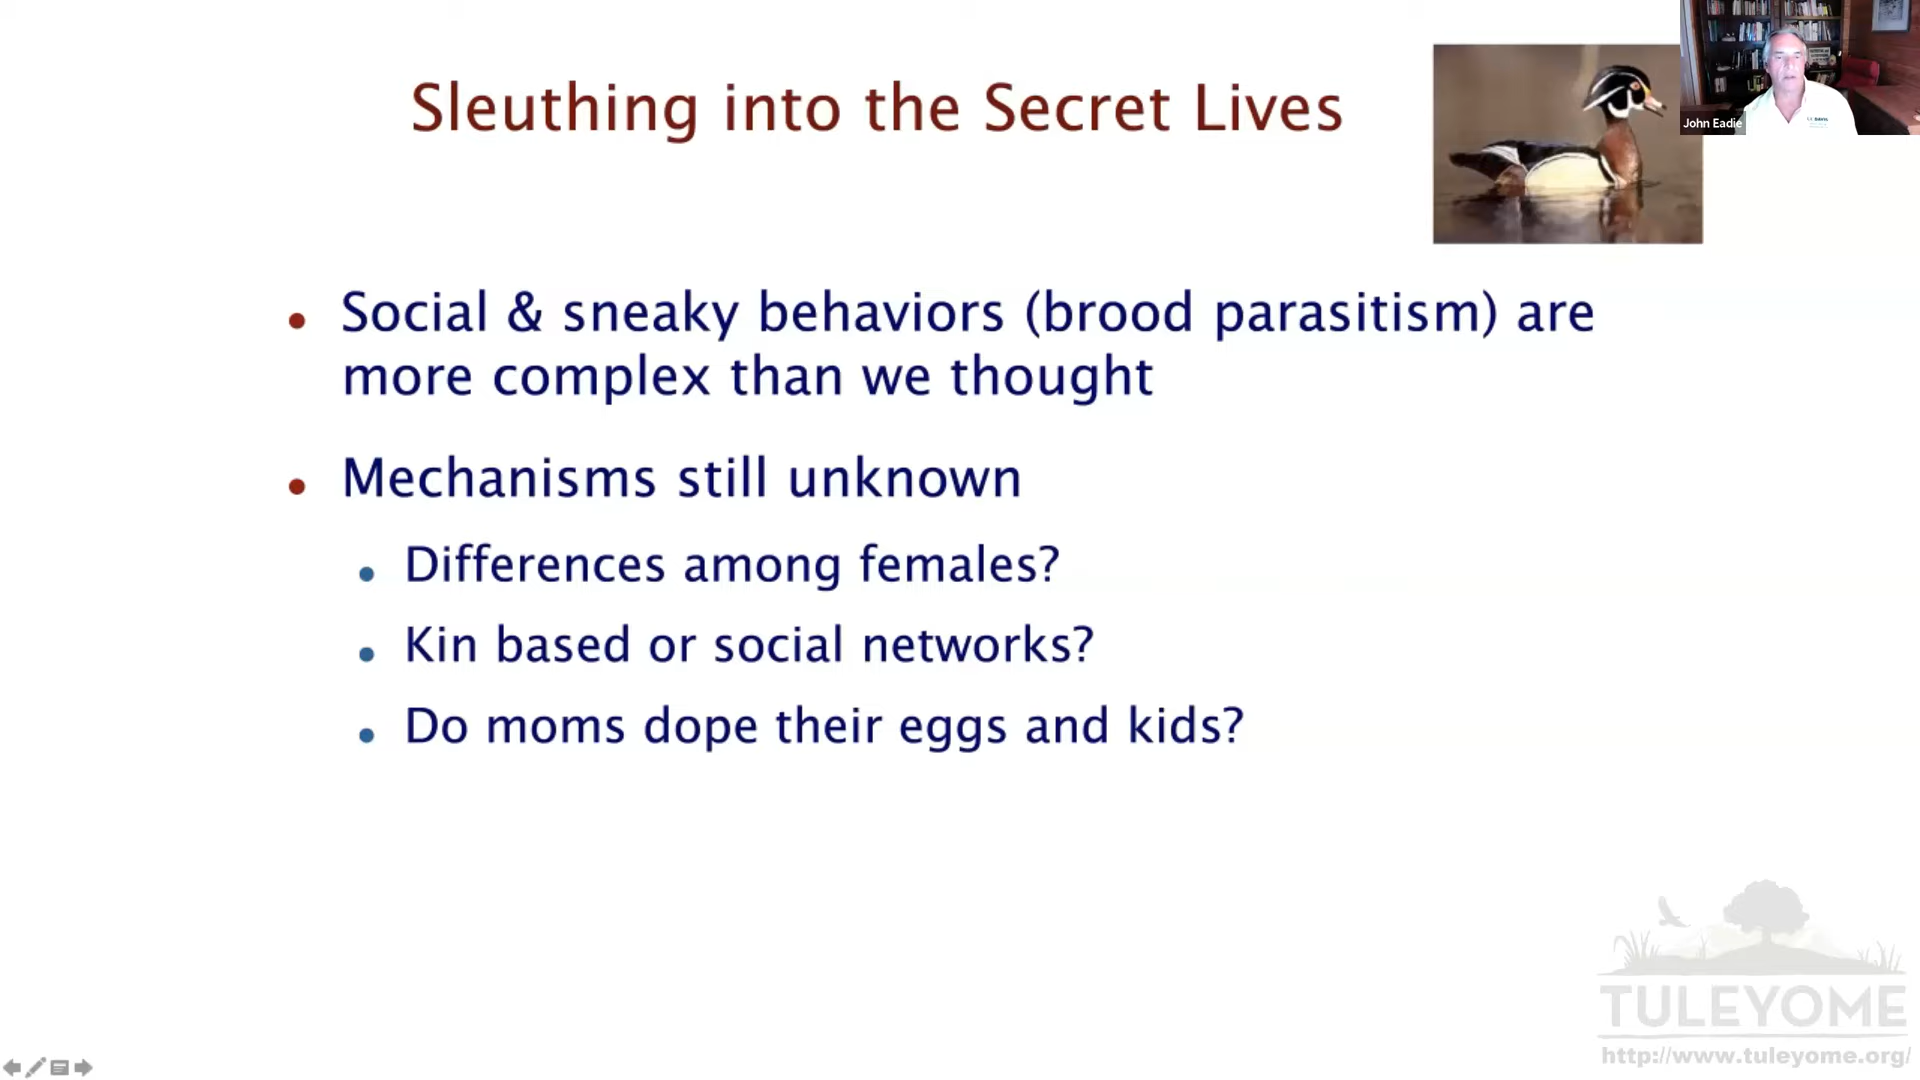 Sleuthing into the Secret Lives
John Eadie
Social & sneaky behaviors (brood parasitism) are
more complex than we thought
Mechanisms still unknown
Differences among females?
Kin based or social networks?
Do moms dope their eggs and kids?
TULEYOME
http://www.tuleyome.org/